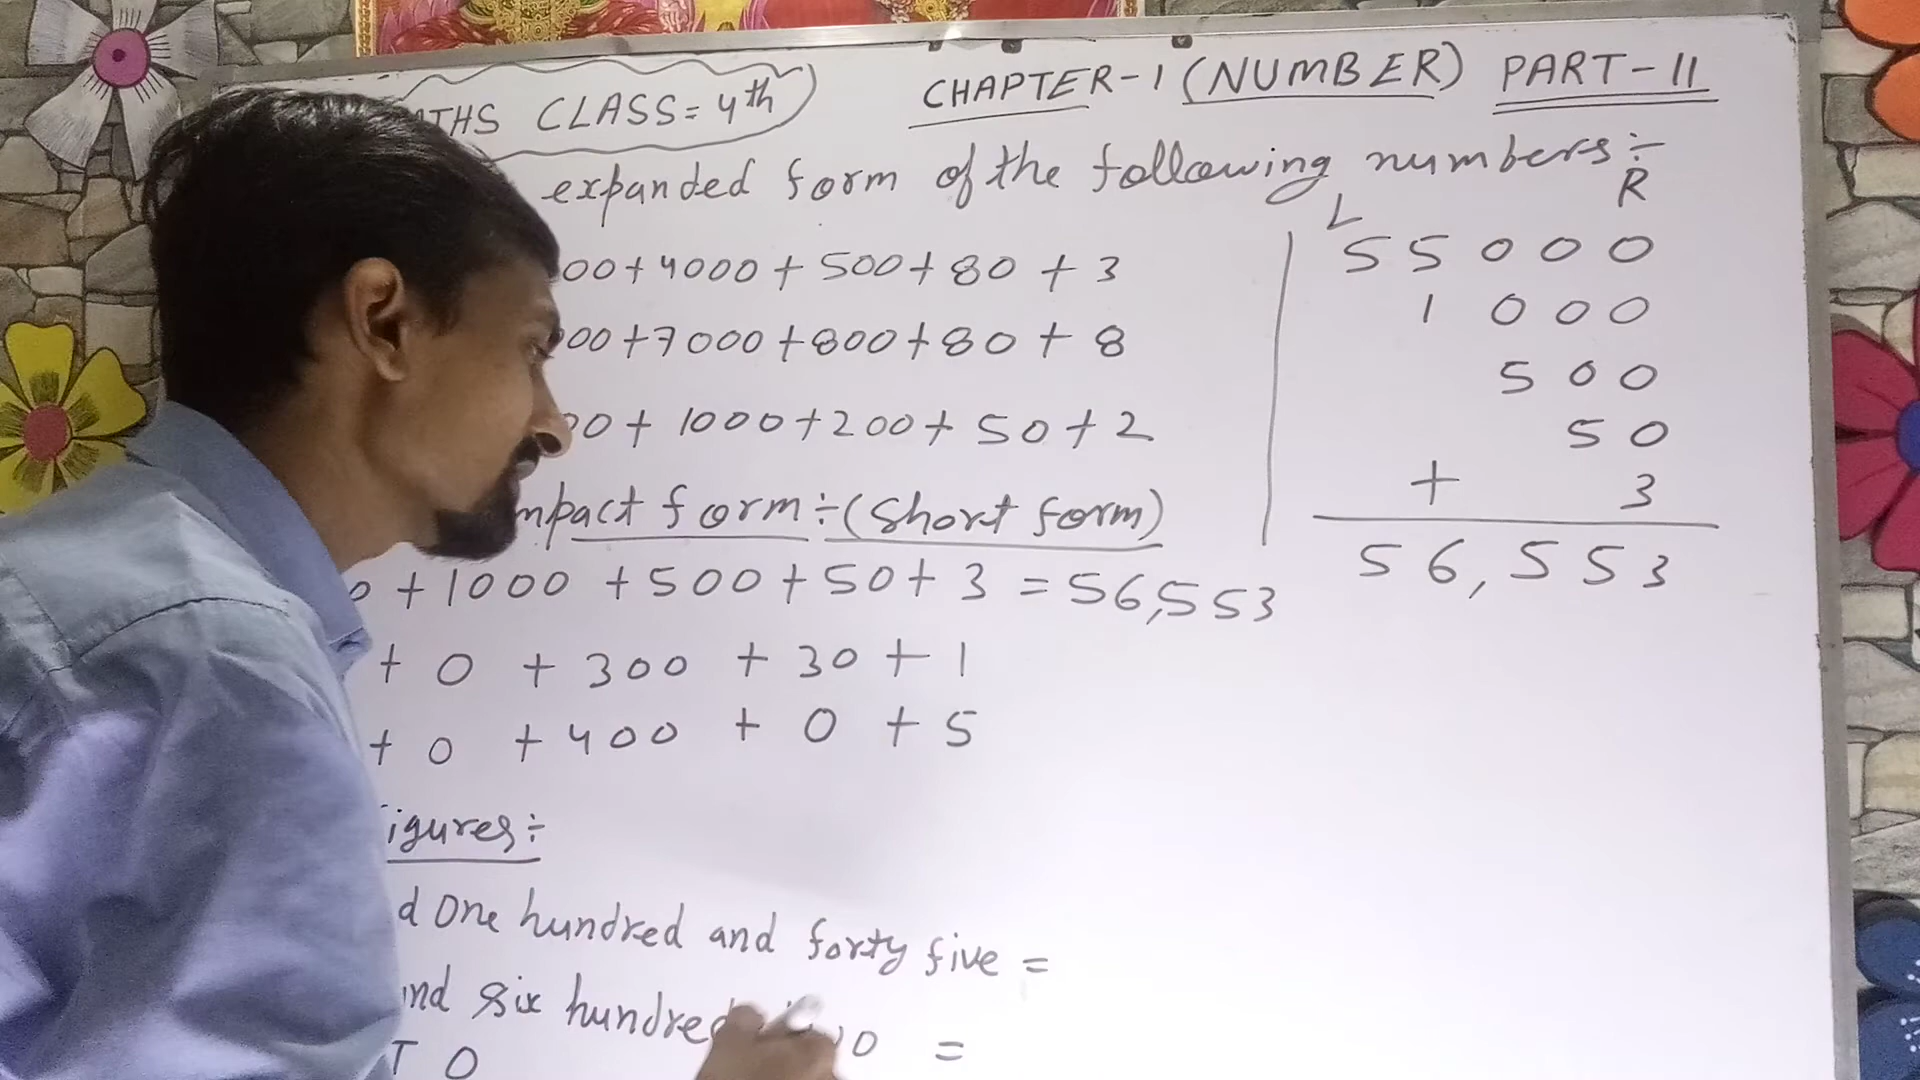 THS CLASS=4th CHAPTER-1 (NUMBER) PART-II
expanded form of the following numbers:-
00+4000+500+80+3
00+7000+800+80+8
00+1000+200+50+2
mpact form÷(Short form)
0+1000+500+50+3=56,553
+0+300+30+1
+0+400+0+5
igures÷
d One hundred and forty five =
nd six hundred =
T O
L R
55000
1000
500
50
+ 3
56,553